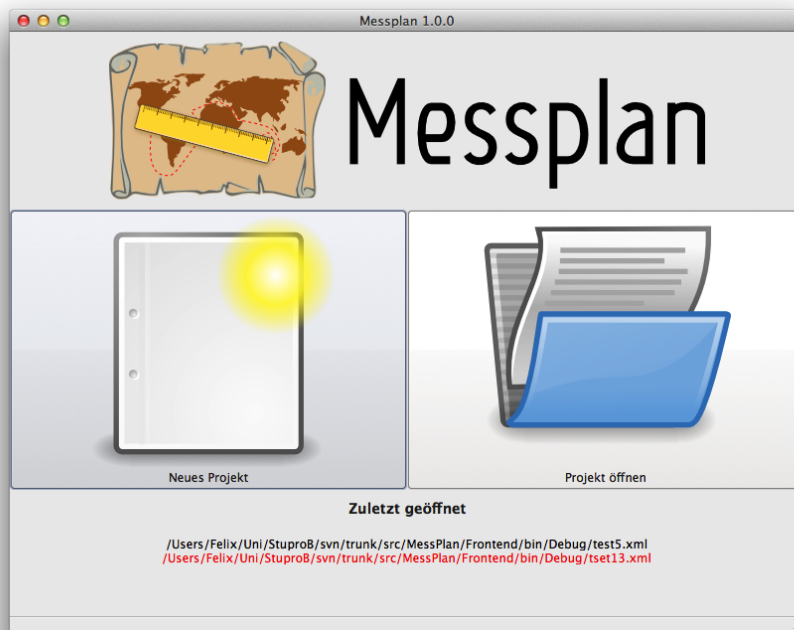 Messplan 1.0.0
Messplan
Neues Projekt
Projekt öffnen
Zuletzt geöffnet
/Users/Felix/Uni/StuproB/svn/trunk/src/MessPlan/Frontend/bin/Debug/test5.xml
/Users/Felix/Uni/StuproB/svn/trunk/src/MessPlan/Frontend/bin/Debug/tset13.xml